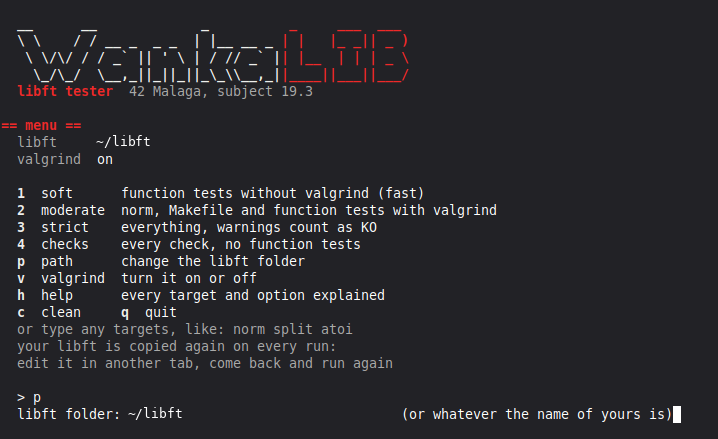 WankaLIB
libft tester  42 Malaga, subject 19.3
== menu ==
libft     ~/libft
valgrind  on
1  soft      function tests without valgrind (fast)
2  moderate  norm, Makefile and function tests with valgrind
3  strict    everything, warnings count as KO
4  checks    every check, no function tests
p  path      change the libft folder
v  valgrind  turn it on or off
h  help      every target and option explained
c  clean     q  quit
or type any targets, like: norm split atoi
your libft is copied again on every run:
edit it in another tab, come back and run again
> p
libft folder: ~/libft                           (or whatever the name of yours is)